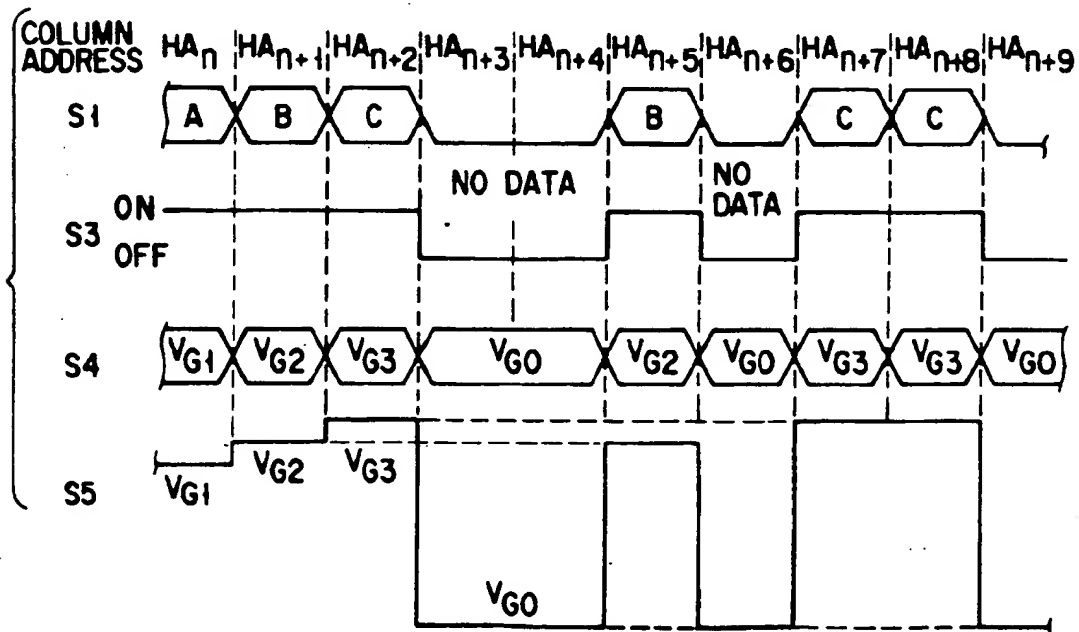 COLUMN ADDRESS HAn HAn+1 HAn+2 HAn+3 HAn+4 HAn+5 HAn+6 HAn+7 HAn+8 HAn+9
S1 A B C B C C
NO DATA NO DATA
S3 ON
OFF
S4 VG1 VG2 VG3 VG0 VG2 VG0 VG3 VG3 VG0
S5 VG1 VG2 VG3
VG0